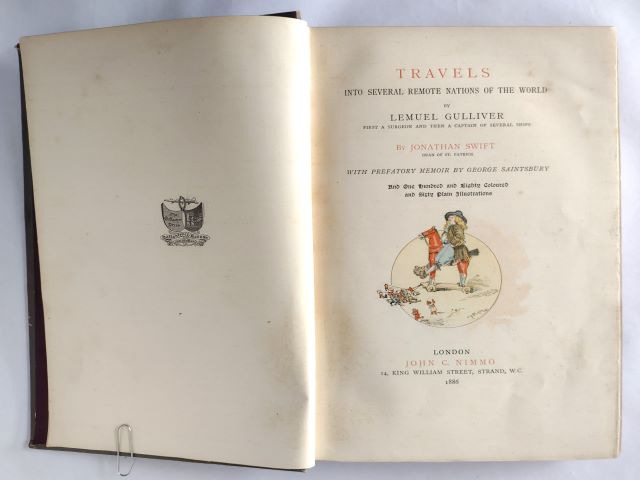 TRAVELS
INTO SEVERAL REMOTE NATIONS OF THE WORLD
BY
LEMUEL GULLIVER
FIRST A SURGEON AND THEN A CAPTAIN OF SEVERAL SHIPS
By JONATHAN SWIFT
DEAN OF ST. PATRICK
WITH PREFATORY MEMOIR BY GEORGE SAINTSBURY
And One Hundred and Eighty Coloured
and Sixty Plain Illustrations
LONDON
JOHN C. NIMMO
14, KING WILLIAM STREET, STRAND, W.C.
1886